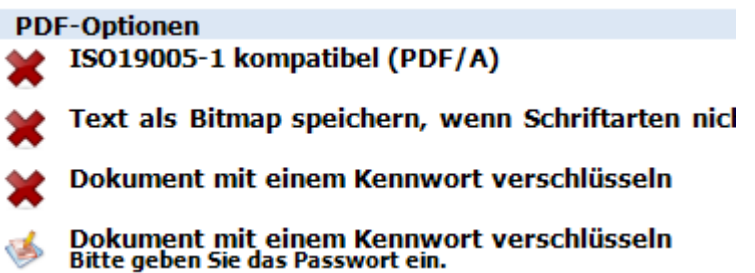 PDF-Optionen
ISO19005-1 kompatibel (PDF/A)
Text als Bitmap speichern, wenn Schriftarten
Dokument mit einem Kennwort verschlüsseln
Dokument mit einem Kennwort verschlüsseln
Bitte geben Sie das Passwort ein.